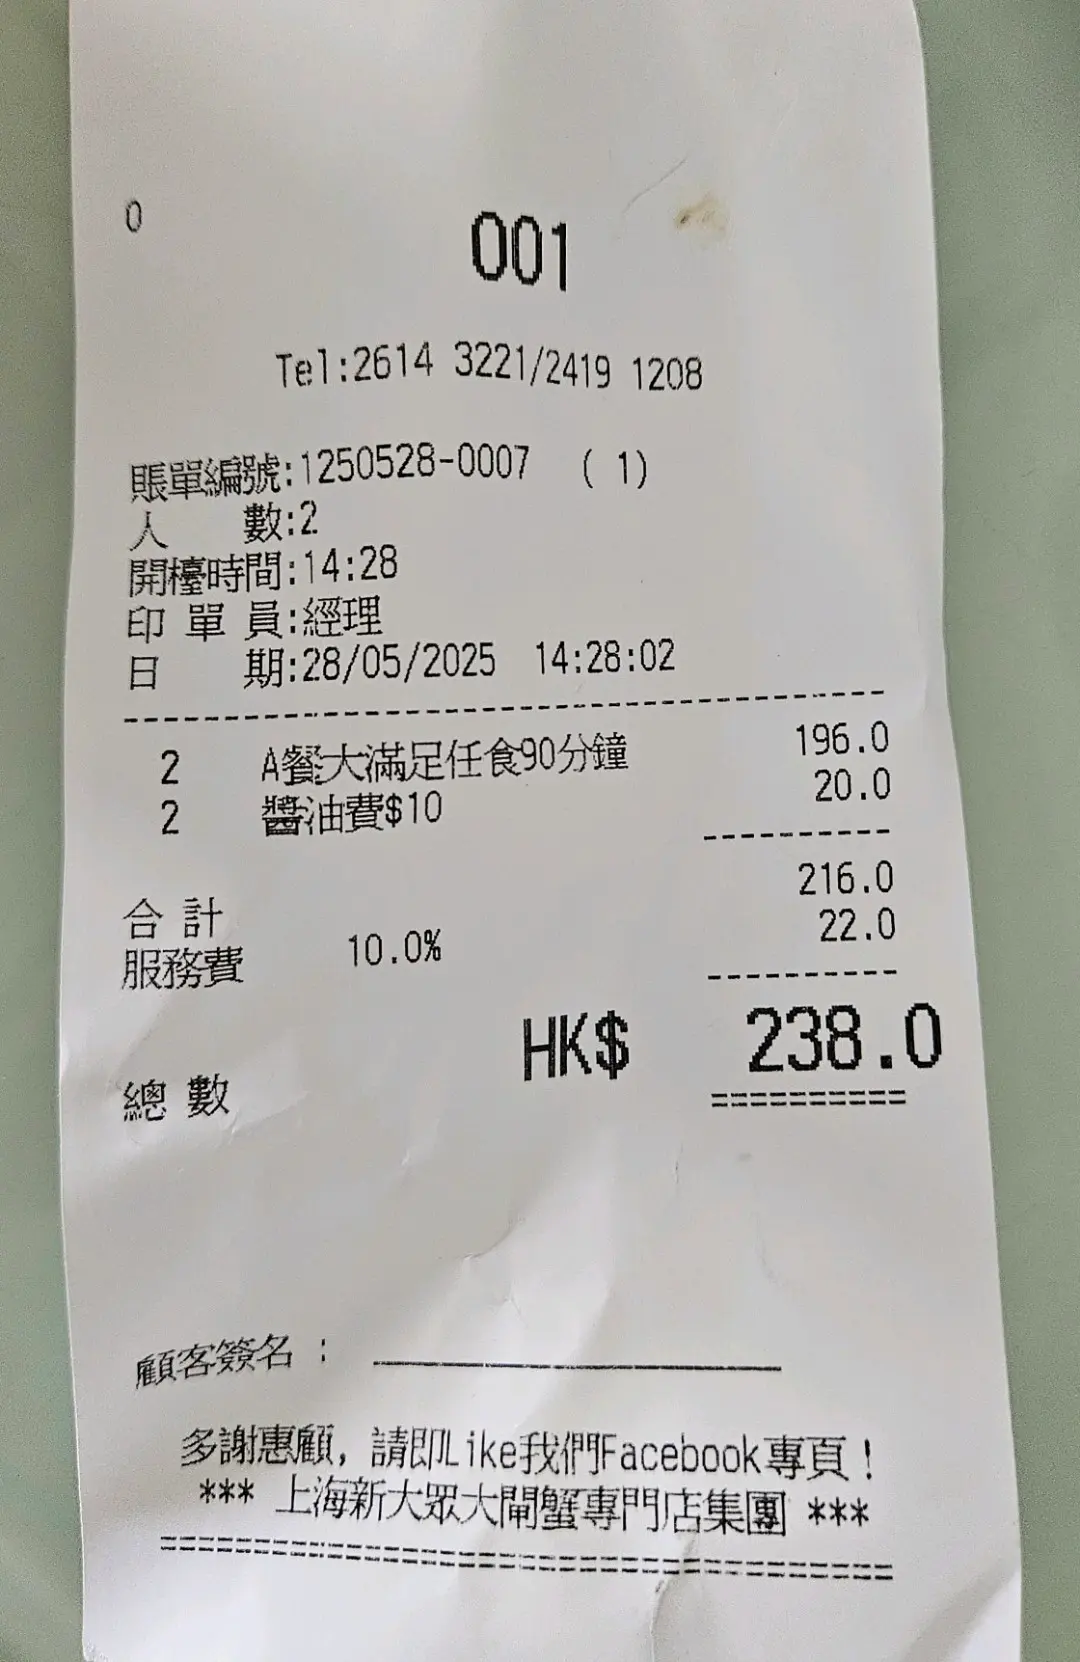 0
001
Tel:2614 3221/2419 1208
賬單編號:1250528-0007 ( 1)
人 數:2
開檯時間:14:28
印 單 員:經理
日 期:28/05/2025 14:28:02
2 A餐大滿足任食90分鐘 196.0
2 醬油費$10 20.0
合 計 216.0
服務費 10.0% 22.0
總 數 HK$ 238.0
顧客簽名 :
多謝惠顧, 請即Like我們Facebook專頁!
*** 上海新大眾大閘蟹專門店集團 ***